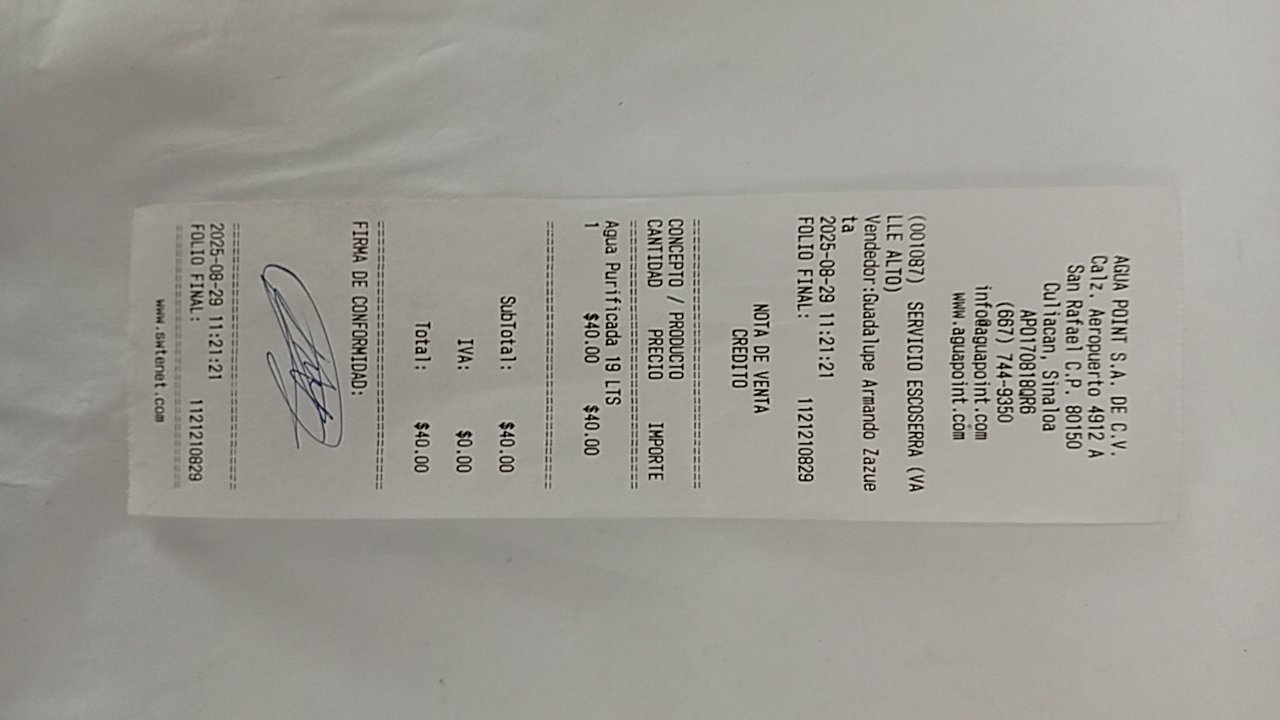 AGUA POINT S.A. DE C.V.
Calz. Aeropuerto 4912 A
San Rafael C.P. 80150
Culiacan, Sinaloa
APO170818QR6
(667) 744-9350
info@aguapoint.com
www.aguapoint.com
(001087) SERVICIO ESCOSERRA (VA
LLE ALTO)
Vendedor:Guadalupe Armando Zazue
ta
2025-08-29 11:21:21
FOLIO FINAL: 1121210829
NOTA DE VENTA
CREDITO
================================
CONCEPTO / PRODUCTO
CANTIDAD PRECIO IMPORTE
================================
Agua Purificada 19 LTS
1 $40.00 $40.00
================================
SubTotal: $40.00
IVA: $0.00
Total: $40.00
================================
FIRMA DE CONFORMIDAD:
================================
2025-08-29 11:21:21
FOLIO FINAL: 1121210829
================================
www.swtenet.com